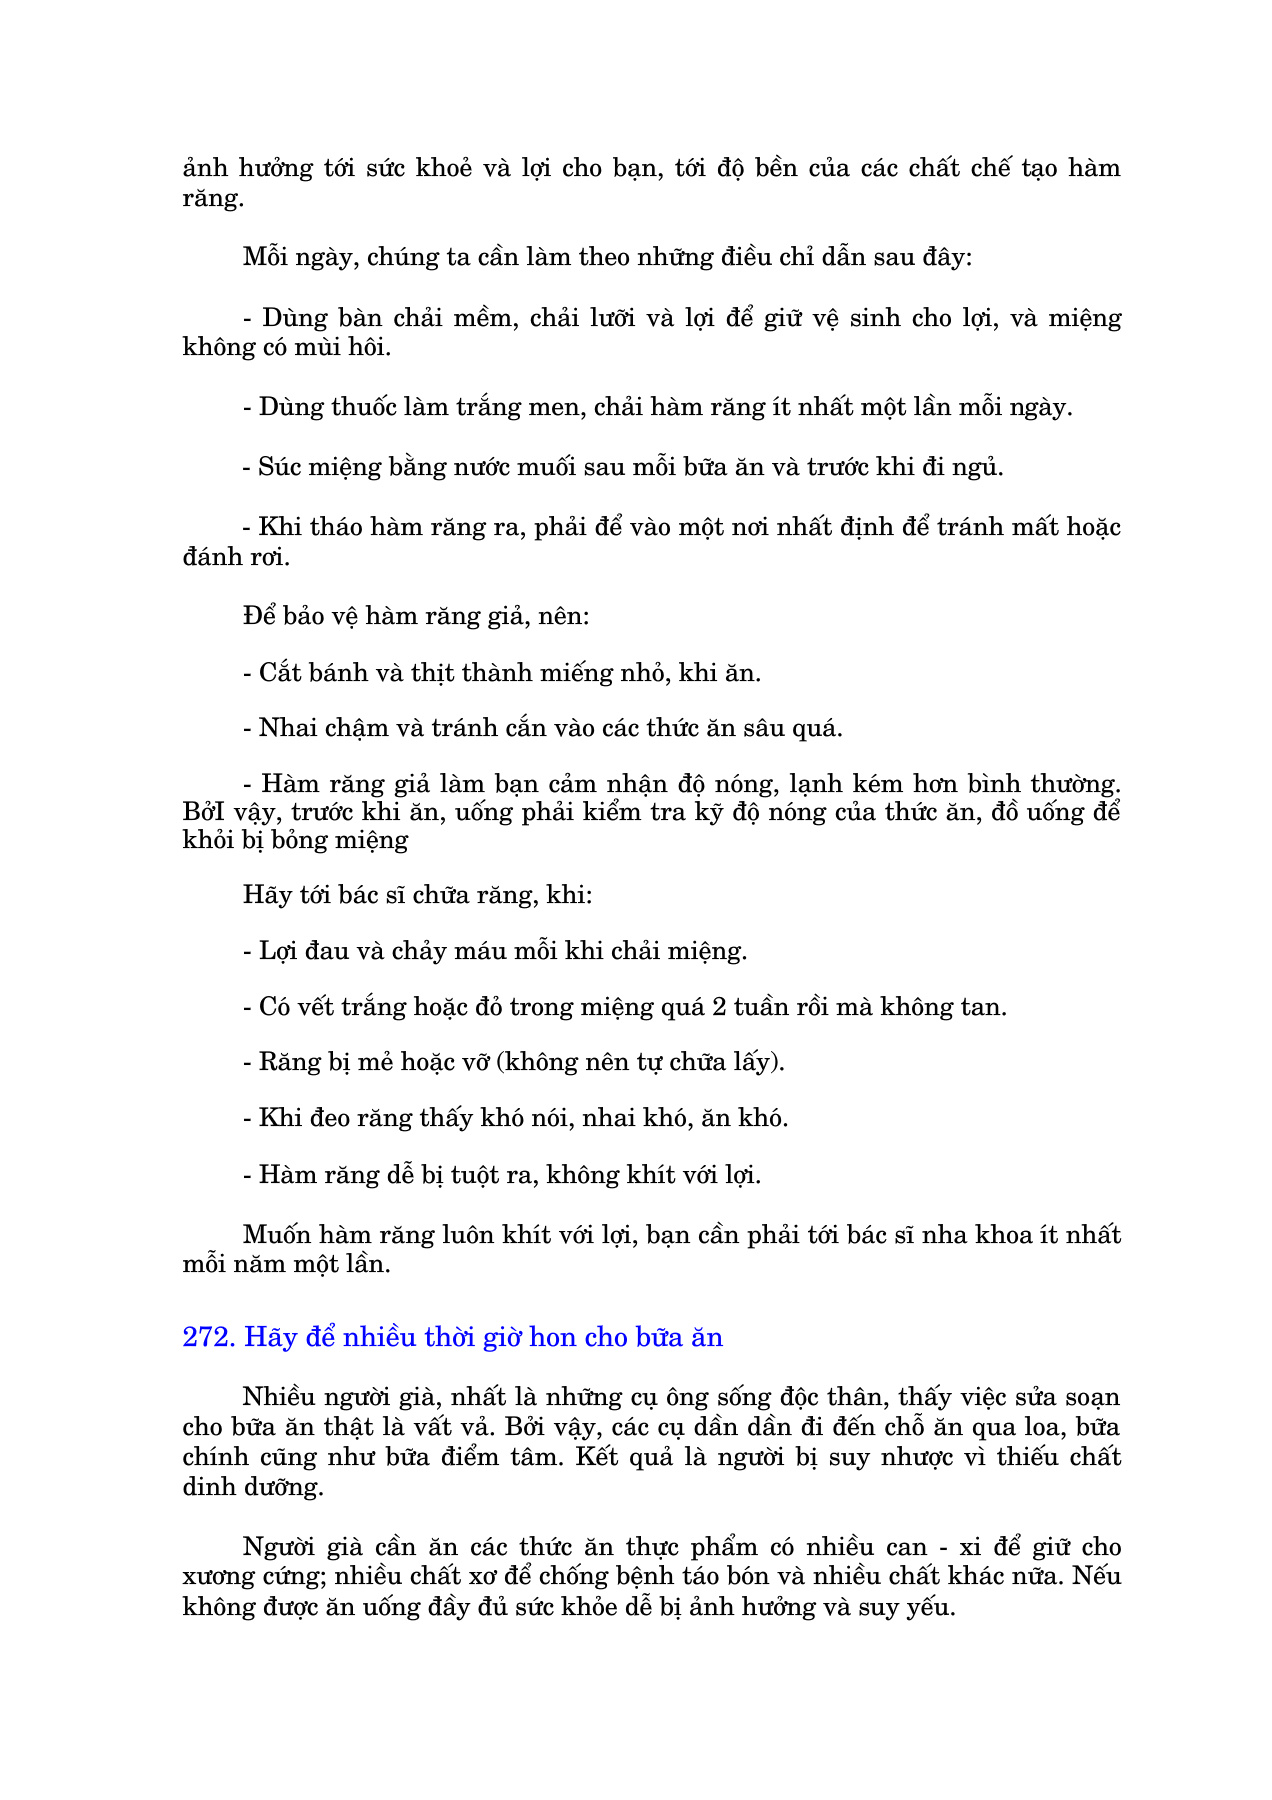 ảnh hưởng tới sức khoẻ và lợi cho bạn, tới độ bền của các chất chế tạo hàm
răng.
Mỗi ngày, chúng ta cần làm theo những điều chỉ dẫn sau đây:
- Dùng bàn chải mềm, chải lưỡi và lợi để giữ vệ sinh cho lợi, và miệng
không có mùi hôi.
- Dùng thuốc làm trắng men, chải hàm răng ít nhất một lần mỗi ngày.
- Súc miệng bằng nước muối sau mỗi bữa ăn và trước khi đi ngủ.
- Khi tháo hàm răng ra, phải để vào một nơi nhất định để tránh mất hoặc
đánh rơi.
Để bảo vệ hàm răng giả, nên:
- Cắt bánh và thịt thành miếng nhỏ, khi ăn.
- Nhai chậm và tránh cắn vào các thức ăn sâu quá.
- Hàm răng giả làm bạn cảm nhận độ nóng, lạnh kém hơn bình thường.
BởI vậy, trước khi ăn, uống phải kiểm tra kỹ độ nóng của thức ăn, đồ uống để
khỏi bị bỏng miệng
Hãy tới bác sĩ chữa răng, khi:
- Lợi đau và chảy máu mỗi khi chải miệng.
- Có vết trắng hoặc đỏ trong miệng quá 2 tuần rồi mà không tan.
- Răng bị mẻ hoặc vỡ (không nên tự chữa lấy).
- Khi đeo răng thấy khó nói, nhai khó, ăn khó.
- Hàm răng dễ bị tuột ra, không khít với lợi.
Muốn hàm răng luôn khít với lợi, bạn cần phải tới bác sĩ nha khoa ít nhất
mỗi năm một lần.
272. Hãy để nhiều thời giờ hon cho bữa ăn
Nhiều người già, nhất là những cụ ông sống độc thân, thấy việc sửa soạn
cho bữa ăn thật là vất vả. Bởi vậy, các cụ dần dần đi đến chỗ ăn qua loa, bữa
chính cũng như bữa điểm tâm. Kết quả là người bị suy nhược vì thiếu chất
dinh dưỡng.
Người già cần ăn các thức ăn thực phẩm có nhiều can - xi để giữ cho
xương cứng; nhiều chất xơ để chống bệnh táo bón và nhiều chất khác nữa. Nếu
không được ăn uống đầy đủ sức khỏe dễ bị ảnh hưởng và suy yếu.